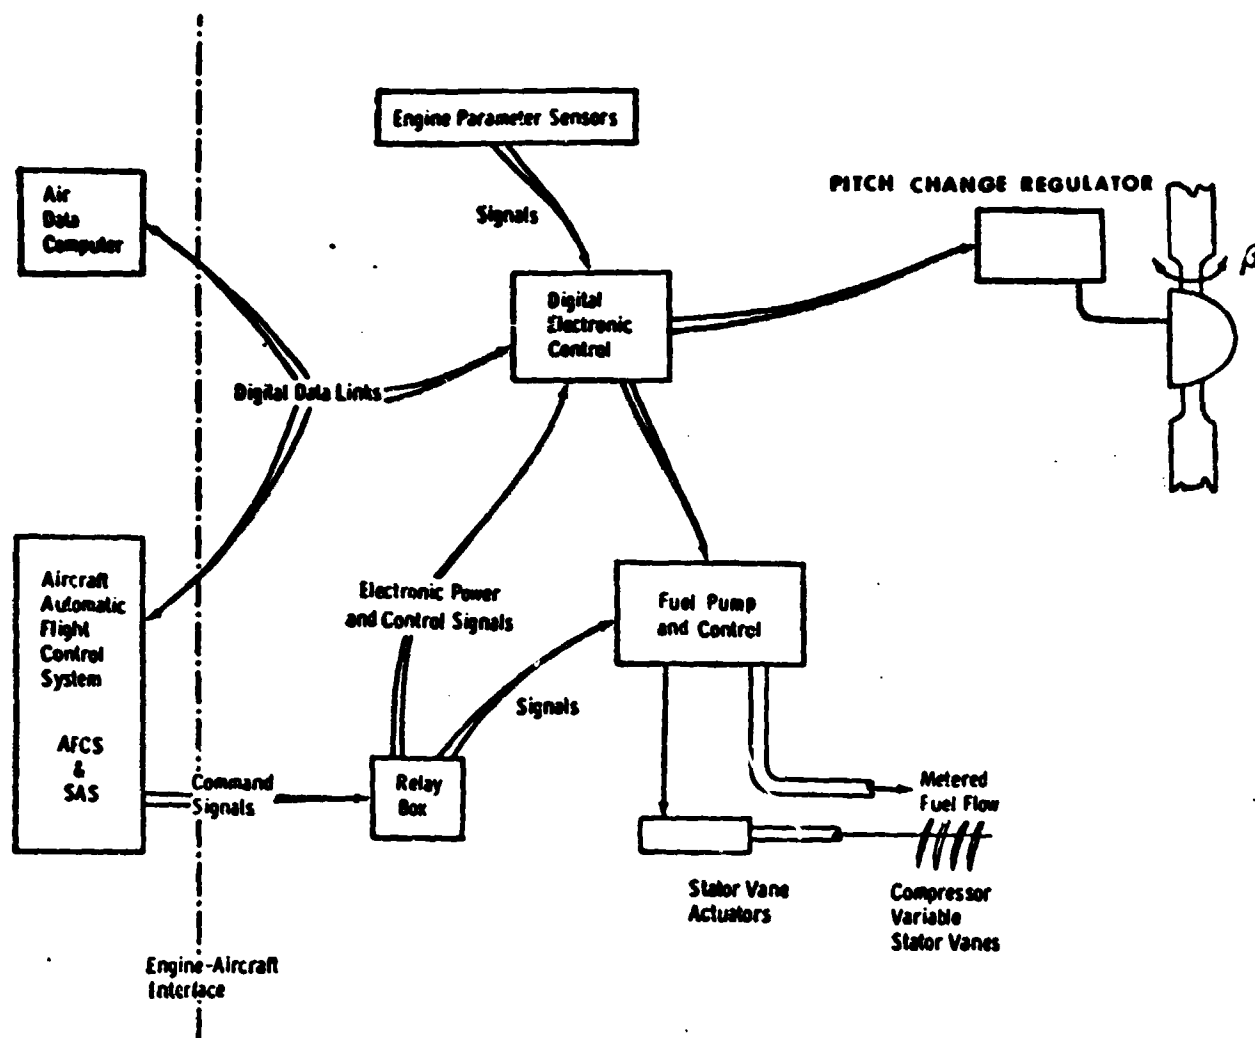 Engine Parameter Sensors
Air
Data
Computer
Signals
PITCH CHANGE REGULATOR
β
Digital
Electronic
Control
Digital Data Links
Aircraft
Automatic
Flight
Control
System
AFCS
&
SAS
Electronic Power
and Control Signals
Fuel Pump
and Control
Signals
Command
Signals
Relay
Box
Metered
Fuel Flow
Stator Vane
Actuators
Compressor
Variable
Stator Vanes
Engine-Aircraft
Interface